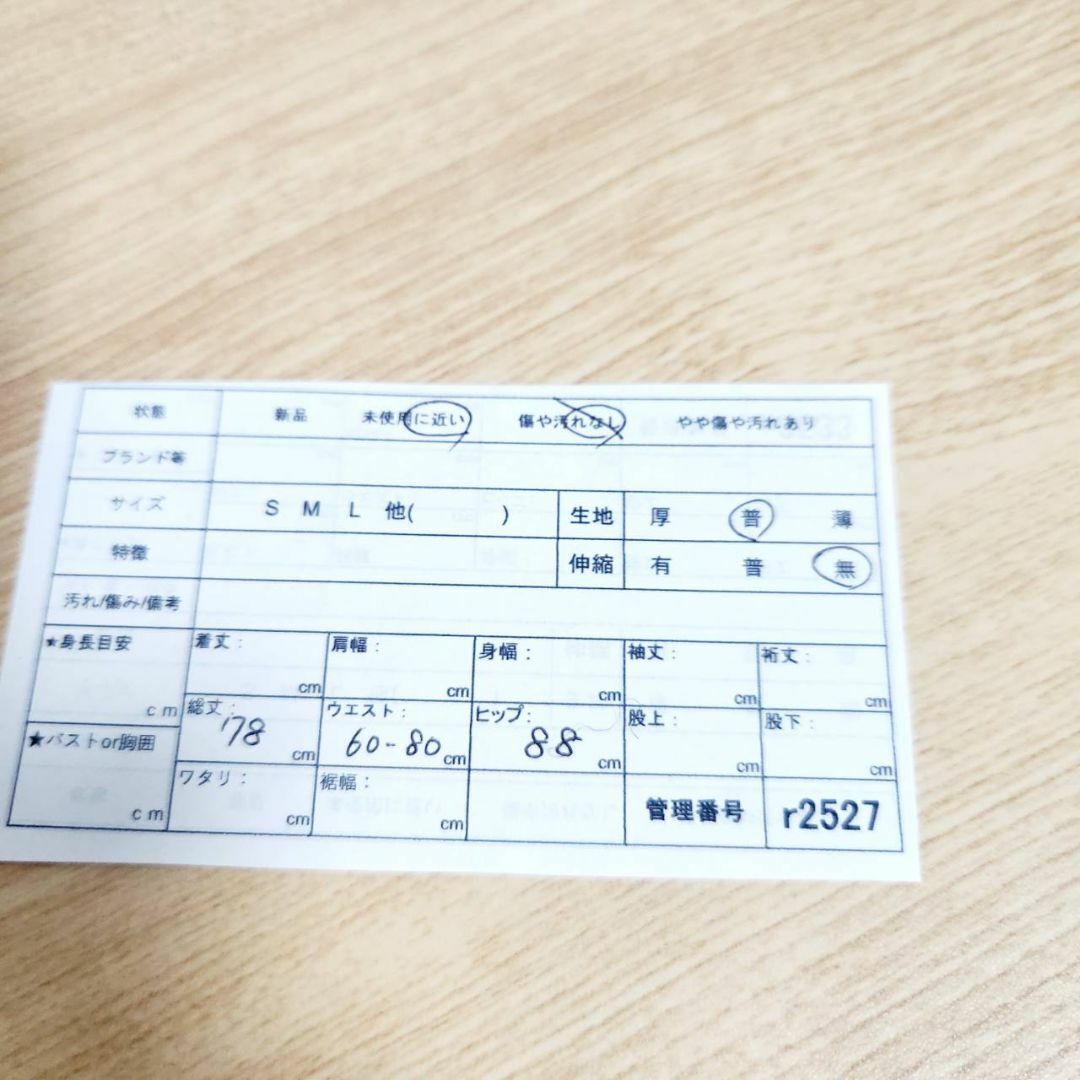 状態 新品 未使用に近い 傷や汚れなし やや傷や汚れあり
ブランド等
サイズ S M L 他( ) 生地 厚 普 薄
特徴 伸縮 有 普 無
汚れ/傷み/備考
★身長目安 cm 着丈: cm 肩幅: cm 身幅: cm 袖丈: cm 裄丈: cm
★バストor胸囲 cm 総丈: 78 cm ウエスト: 60-80 cm ヒップ: 88 cm 股上: cm 股下: cm
ワタリ: cm 裾幅: cm 管理番号 r2527